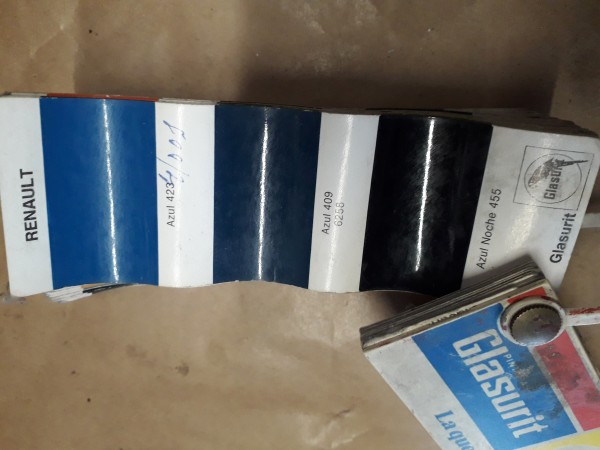 RENAULT
Azul 423
Azul 409
6258
Azul Noche 455
Glasurit
Glasurit
Glasurit